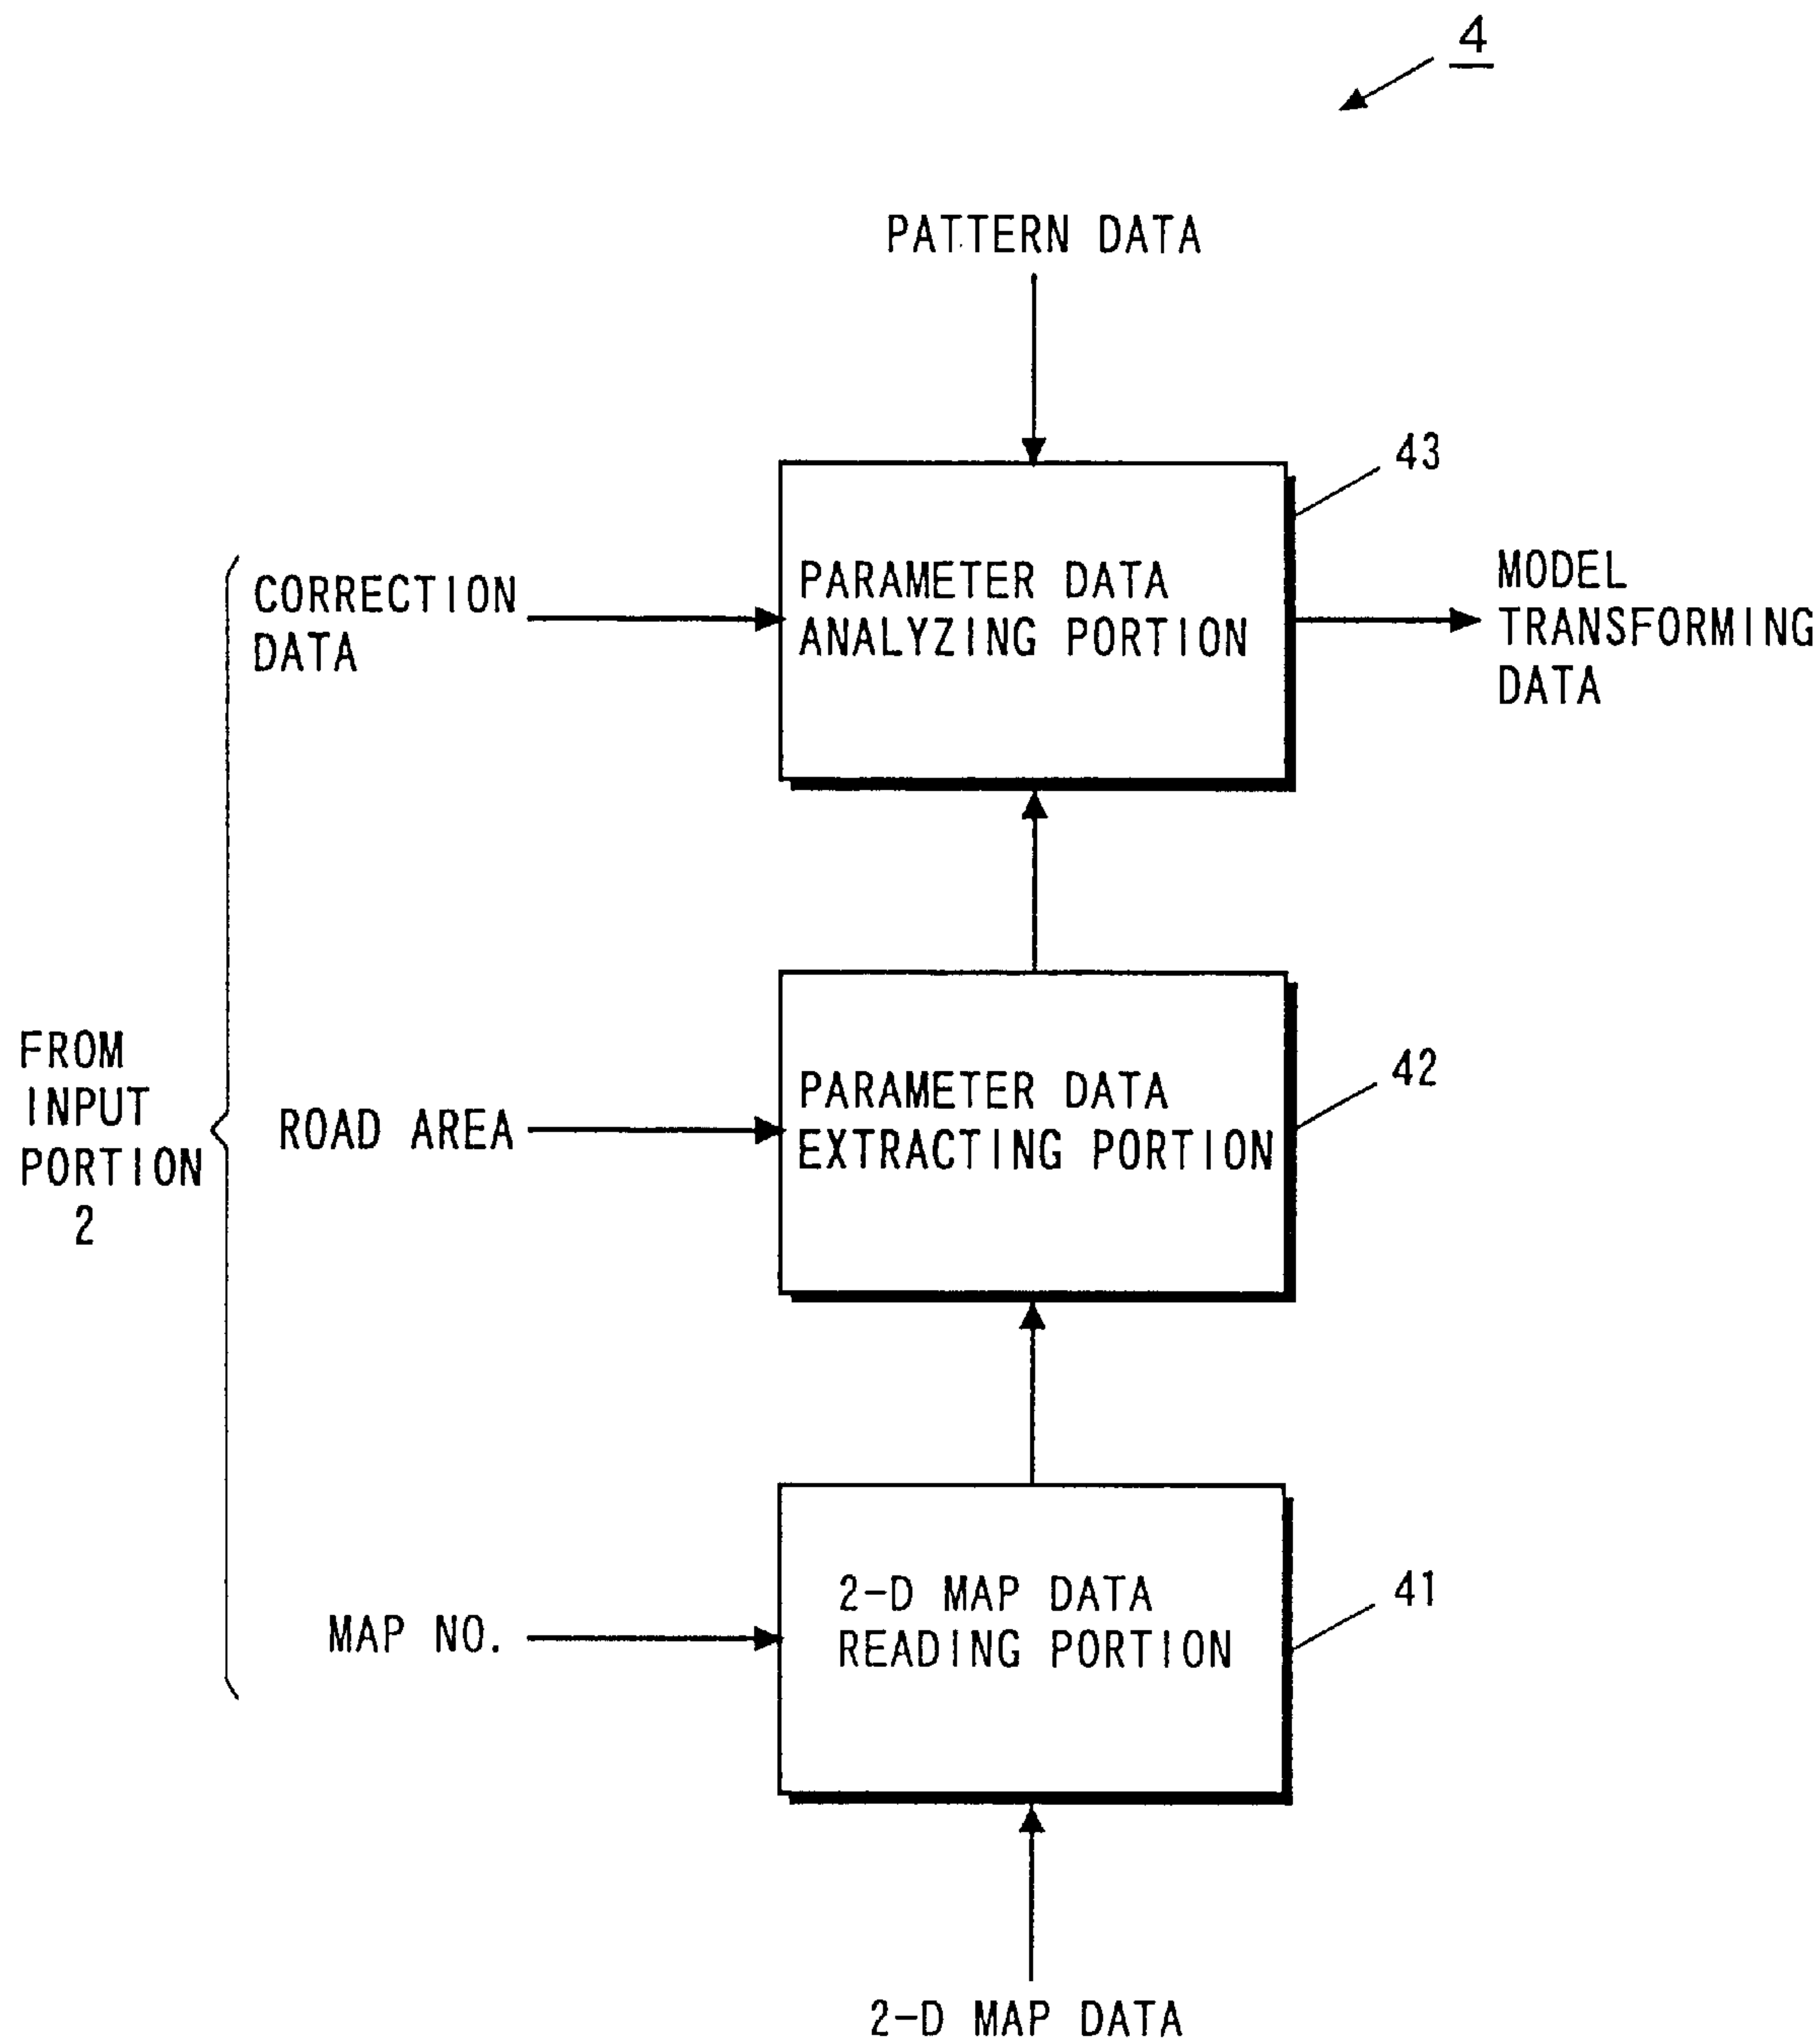 4
PATTERN DATA
43
CORRECTION
DATA
PARAMETER DATA
ANALYZING PORTION
MODEL
TRANSFORMING
DATA
FROM
INPUT
PORTION
2
ROAD AREA
PARAMETER DATA
EXTRACTING PORTION
42
MAP NO.
2-D MAP DATA
READING PORTION
41
2-D MAP DATA